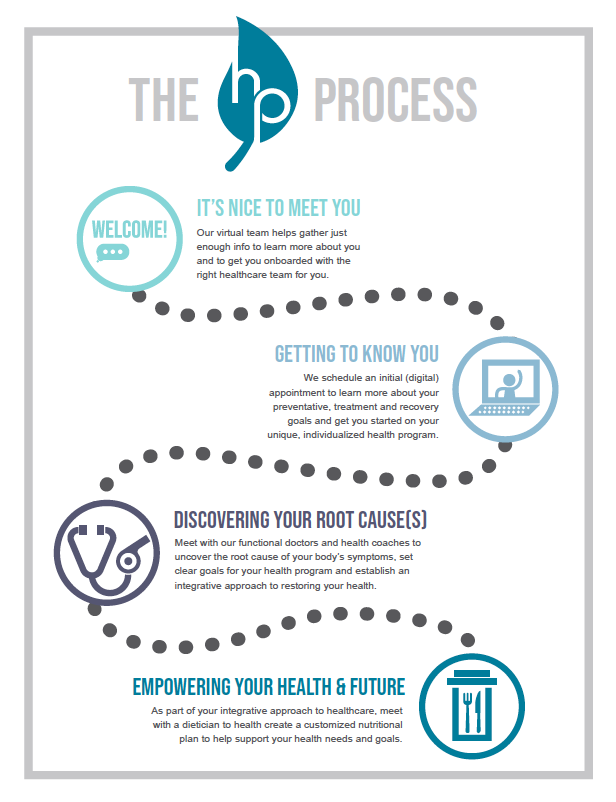 THE hp PROCESS
WELCOME!
IT'S NICE TO MEET YOU
Our virtual team helps gather just
enough info to learn more about you
and to get you onboarded with the
right healthcare team for you.
GETTING TO KNOW YOU
We schedule an initial (digital)
appointment to learn more about your
preventative, treatment and recovery
goals and get you started on your
unique, individualized health program.
DISCOVERING YOUR ROOT CAUSE(S)
Meet with our functional doctors and health coaches to
uncover the root cause of your body's symptoms, set
clear goals for your health program and establish an
integrative approach to restoring your health.
EMPOWERING YOUR HEALTH & FUTURE
As part of your integrative approach to healthcare, meet
with a dietician to health create a customized nutritional
plan to help support your health needs and goals.